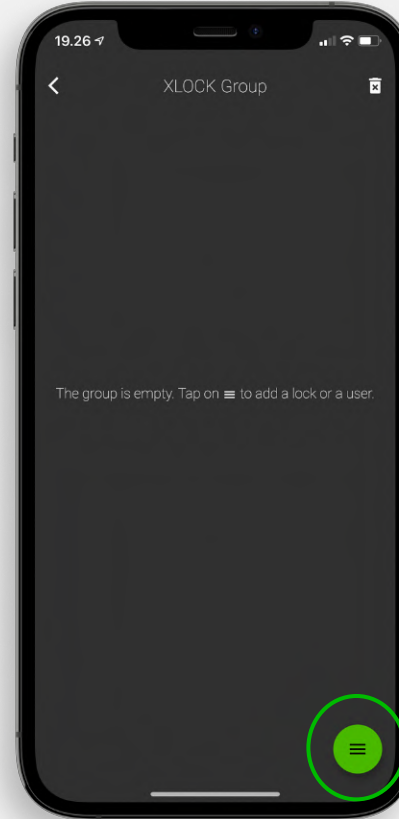 19.26
XLOCK Group
The group is empty. Tap on ≡ to add a lock or a user.